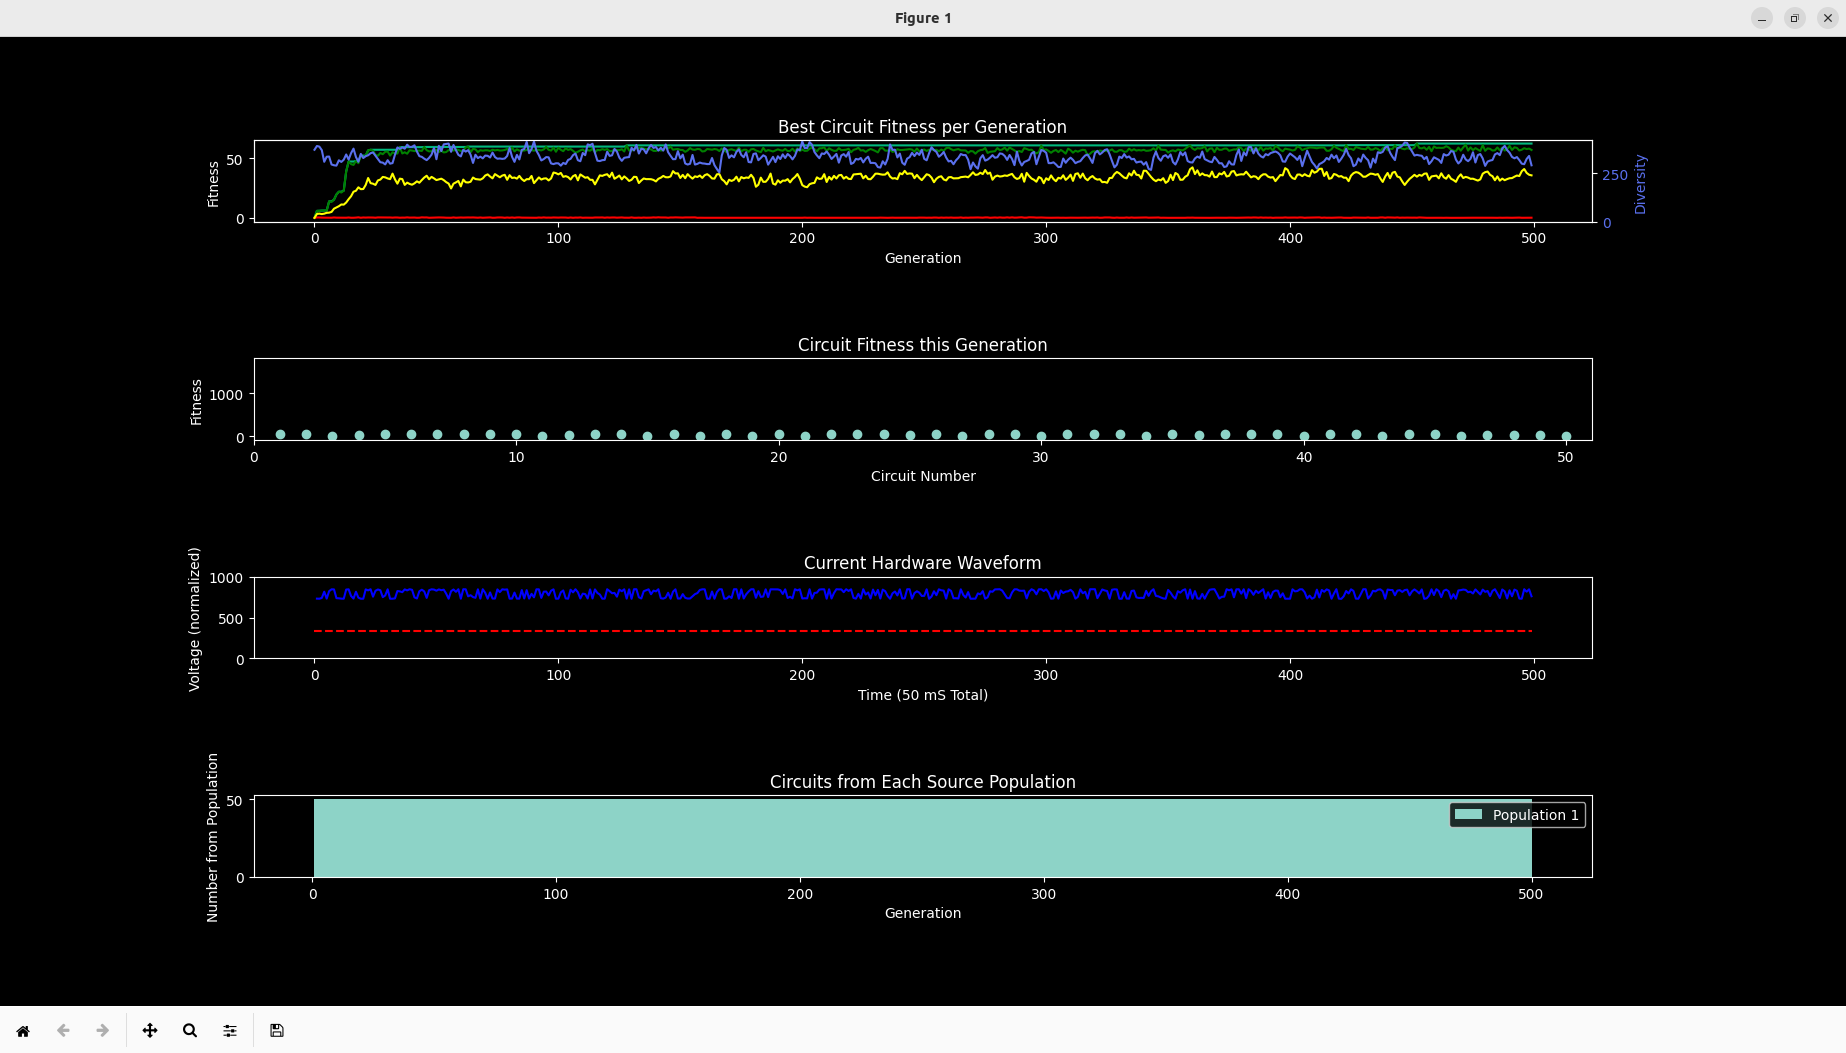 Figure 1
Best Circuit Fitness per Generation
Fitness
50
0
250
0
Diversity
0 100 200 300 400 500
Generation
Circuit Fitness this Generation
Fitness
1000
0
0 10 20 30 40 50
Circuit Number
Current Hardware Waveform
Voltage (normalized)
1000
500
0
0 100 200 300 400 500
Time (50 mS Total)
Circuits from Each Source Population
Number from Population
50
0
Population 1
0 100 200 300 400 500
Generation